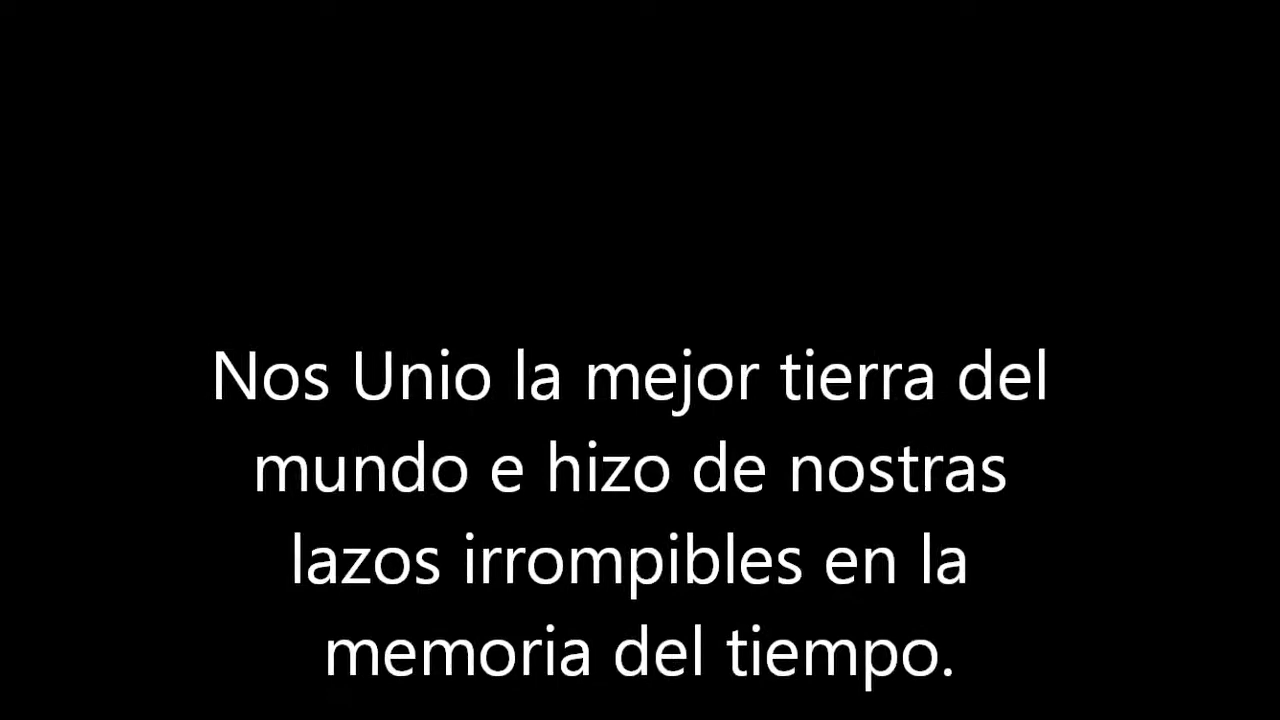 Nos Unio la mejor tierra del
mundo e hizo de nostras
lazos irrompibles en la
memoria del tiempo.